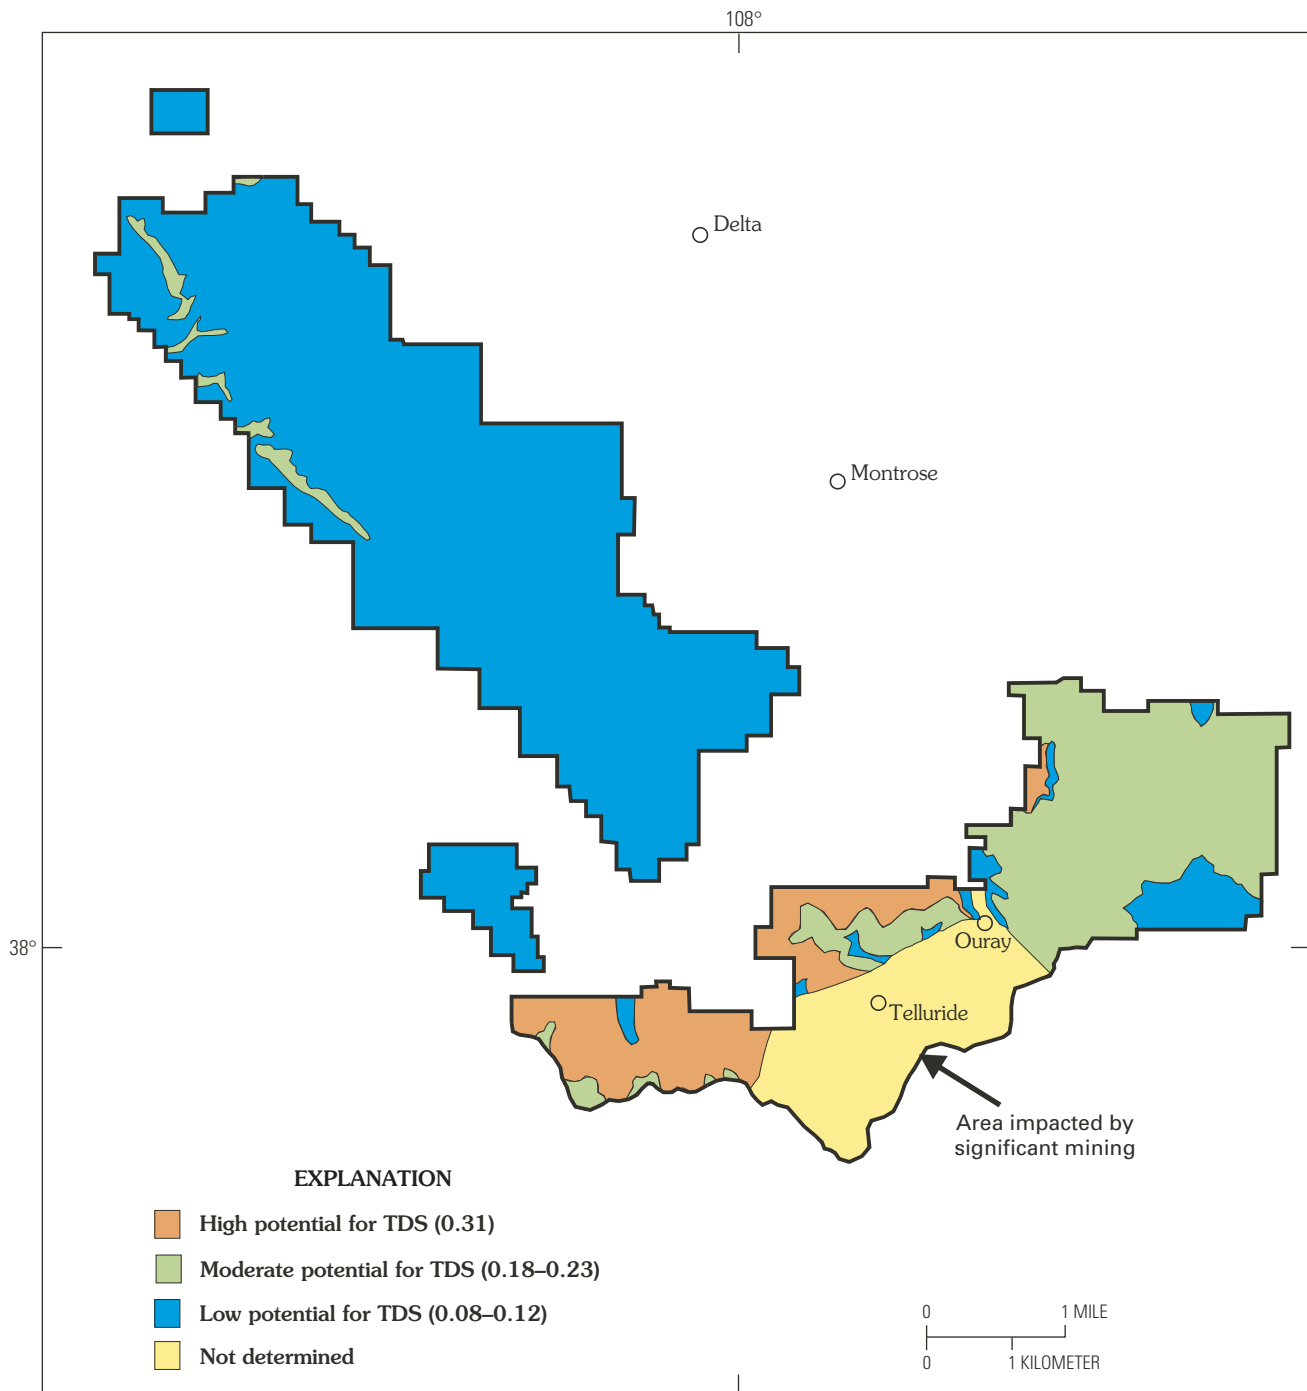 108°
Delta
Montrose
38°
Ouray
Telluride
Area impacted by
significant mining
EXPLANATION
High potential for TDS (0.31)
Moderate potential for TDS (0.18–0.23)
Low potential for TDS (0.08–0.12)
Not determined
0 1 MILE
0 1 KILOMETER